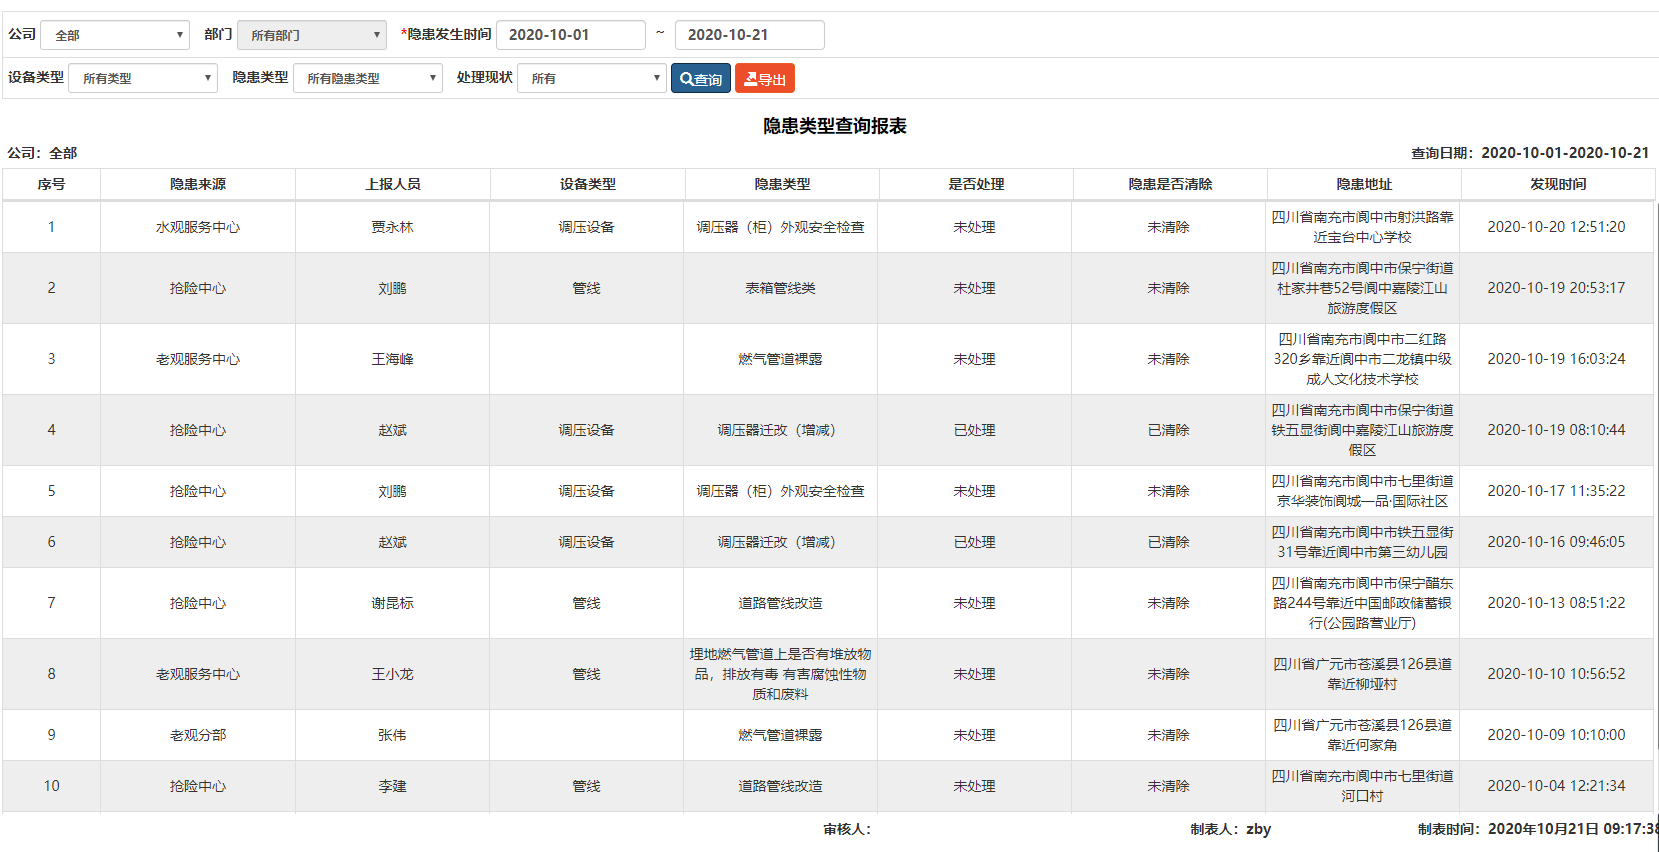 公司 全部 部门 所有部门 *隐患发生时间 2020-10-01 ~ 2020-10-21
设备类型 所有类型 隐患类型 所有隐患类型 处理现状 所有 查询 导出
隐患类型查询报表
公司：全部 查询日期：2020-10-01-2020-10-21
序号 隐患来源 上报人员 设备类型 隐患类型 是否处理 隐患是否清除 隐患地址 发现时间
1 水观服务中心 贾永林 调压设备 调压器（柜）外观安全检查 未处理 未清除 四川省南充市阆中市射洪路靠
近宝台中心学校 2020-10-20 12:51:20
2 抢险中心 刘鹏 管线 表箱管线类 未处理 未清除 四川省南充市阆中市保宁街道
杜家井巷52号阆中嘉陵江山
旅游度假区 2020-10-19 20:53:17
3 老观服务中心 王海峰 燃气管道裸露 未处理 未清除 四川省南充市阆中市二红路
320乡靠近阆中市二龙镇中级
成人文化技术学校 2020-10-19 16:03:24
4 抢险中心 赵斌 调压设备 调压器迁改（增减） 已处理 已清除 四川省南充市阆中市保宁街道
铁五显街阆中嘉陵江山旅游度
假区 2020-10-19 08:10:44
5 抢险中心 刘鹏 调压设备 调压器（柜）外观安全检查 未处理 未清除 四川省南充市阆中市七里街道
京华装饰阆城一品·国际社区 2020-10-17 11:35:22
6 抢险中心 赵斌 调压设备 调压器迁改（增减） 已处理 已清除 四川省南充市阆中市铁五显街
31号靠近阆中市第三幼儿园 2020-10-16 09:46:05
7 抢险中心 谢昆标 管线 道路管线改造 未处理 未清除 四川省南充市阆中市保宁醋东
路244号靠近中国邮政储蓄银
行(公园路营业厅) 2020-10-13 08:51:22
8 老观服务中心 王小龙 管线 埋地燃气管道上是否有堆放物
品，排放有毒 有害腐蚀性物
质和废料 未处理 未清除 四川省广元市苍溪县126县道
靠近柳垭村 2020-10-10 10:56:52
9 老观分部 张伟 燃气管道裸露 未处理 未清除 四川省广元市苍溪县126县道
靠近何家角 2020-10-09 10:10:00
10 抢险中心 李建 管线 道路管线改造 未处理 未清除 四川省南充市阆中市七里街道
河口村 2020-10-04 12:21:34
审核人： 制表人：zby 制表时间：2020年10月21日 09:17:38